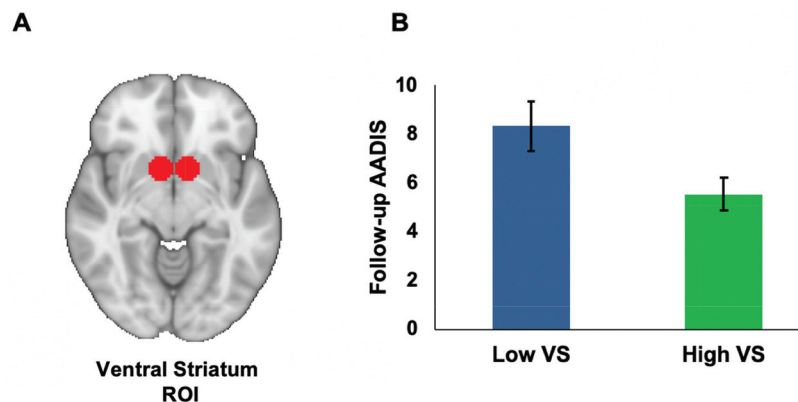 A
Ventral Striatum
ROI
B
Follow-up AADIS
10
8
6
4
2
0
Low VS
High VS